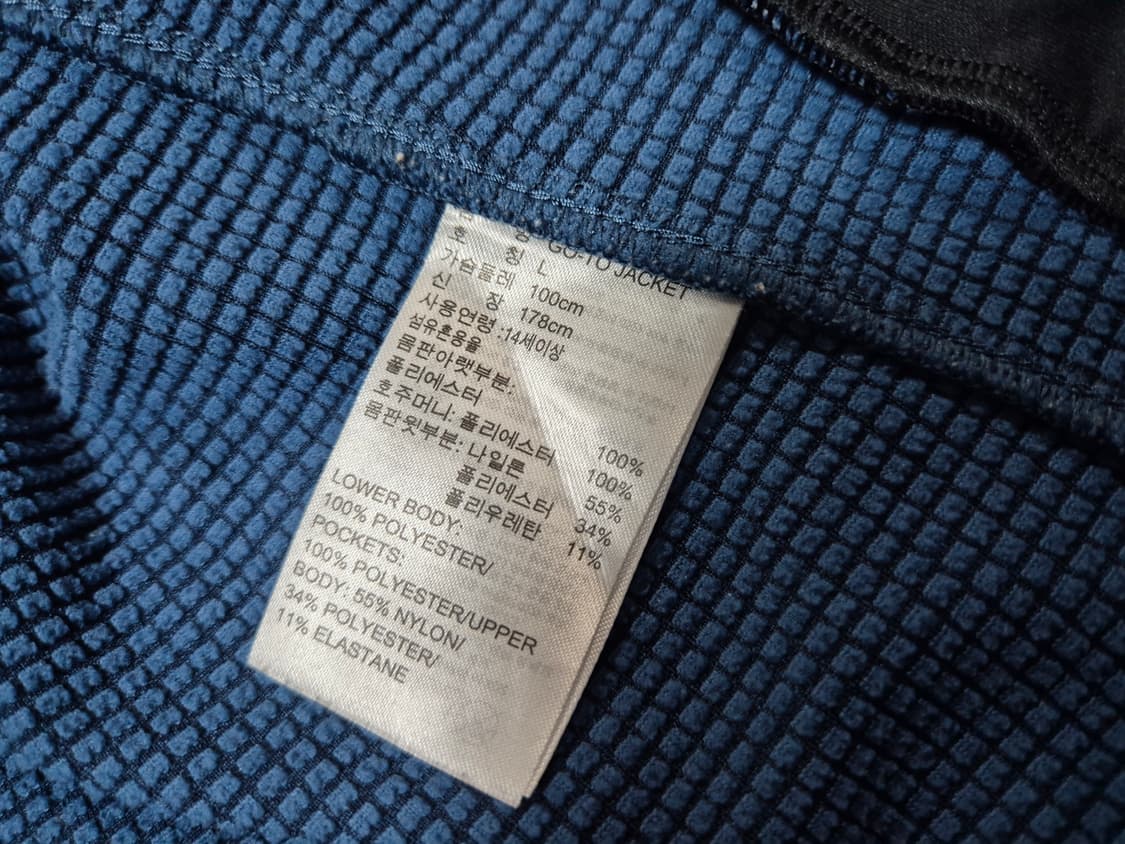 GO-TO JACKET
호 칭 L
가슴둘레 100cm
신 장 178cm
사용연령 :14세이상
섬유혼용율
몸판아랫부분:
폴리에스터 100%
호주머니: 폴리에스터 100%
몸판윗부분: 나일론 55%
폴리에스터 34%
폴리우레탄 11%
LOWER BODY:
100% POLYESTER/
POCKETS:
100% POLYESTER/UPPER
BODY: 55% NYLON/
34% POLYESTER/
11% ELASTANE